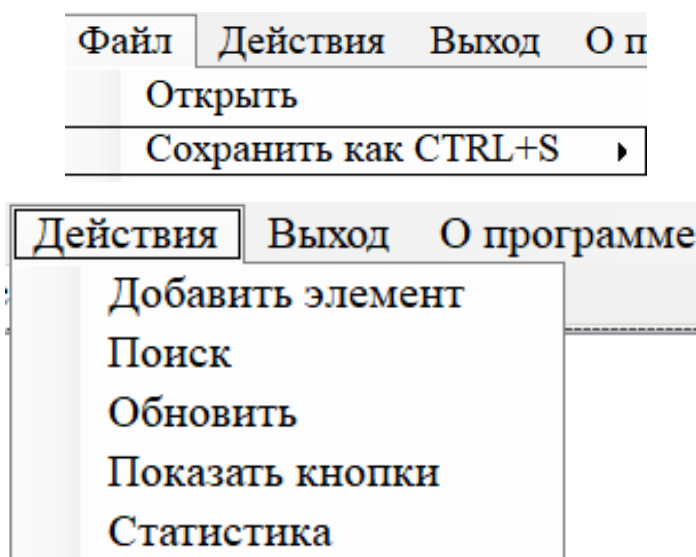 Файл Действия Выход О п
Открыть
Сохранить как CTRL+S
Действия Выход О программе
Добавить элемент
Поиск
Обновить
Показать кнопки
Статистика